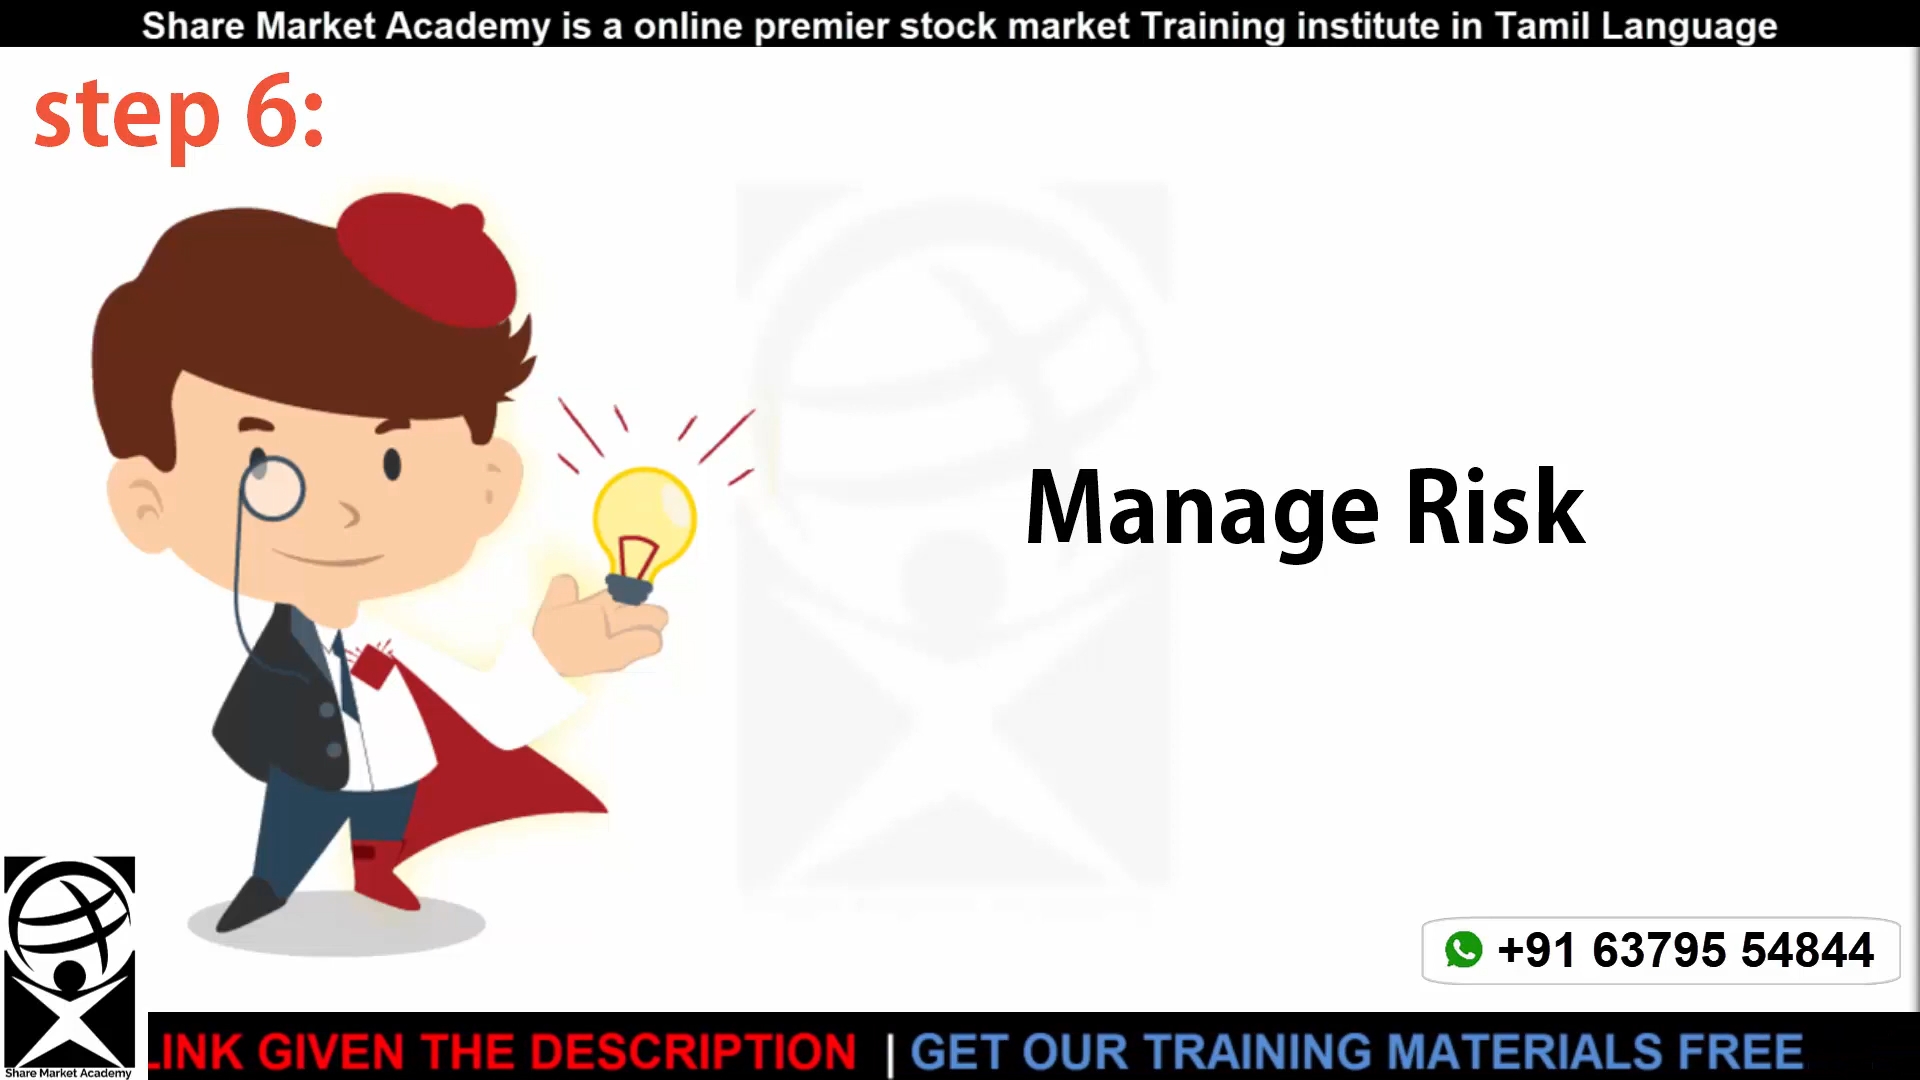 Share Market Academy is a online premier stock market Training institute in Tamil Language
step 6:
Manage Risk
+91 63795 54844
LINK GIVEN THE DESCRIPTION | GET OUR TRAINING MATERIALS FREE
Share Market Academy